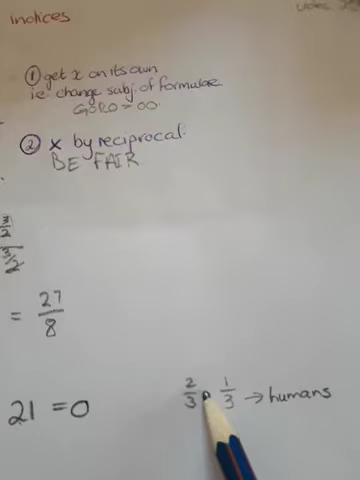 indices
① get x on its own
i.e. change subj. of formulae
② x by reciprocal.
BE FAIR
= 27/8
21 = 0
2/3 · 1/3 → humans